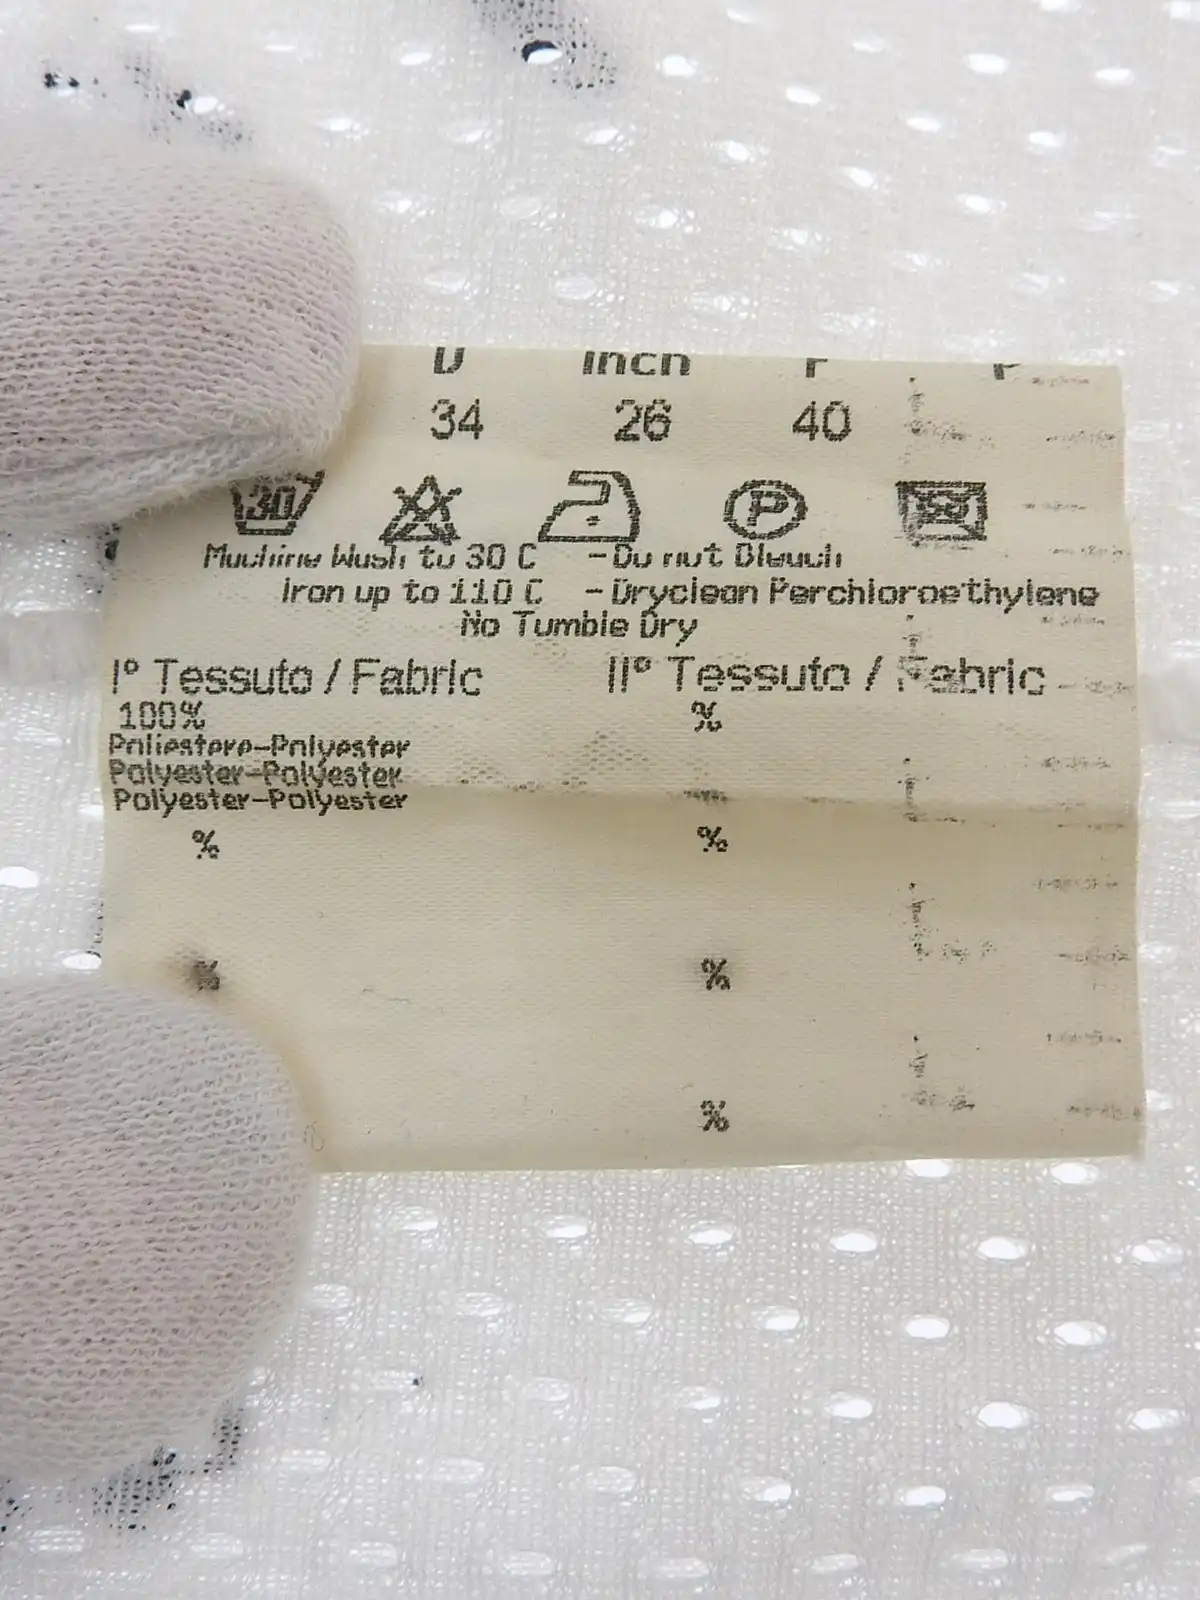 D Inch F P
34 26 40
30 P
Machine Wash to 30 C - Do not Bleach
Iron up to 110 C - Dryclean Perchloroethylene
No Tumble Dry
I° Tessuto / Fabric II° Tessuto / Fabric
100% %
Poliestere-Polyester
Polyester-Polyester
Polyester-Polyester
% %
% %
%